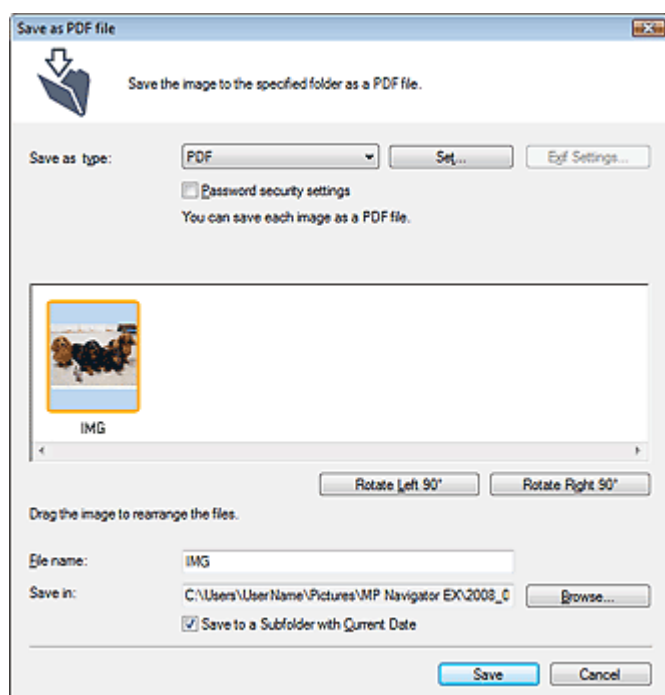 Save as PDF file
Save the image to the specified folder as a PDF file.
Save as type:
PDF
Set...
Exif Settings...
Password security settings
You can save each image as a PDF file.
IMG
Rotate Left 90°
Rotate Right 90°
Drag the image to rearrange the files.
File name:
IMG
Save in:
C:\Users\UserName\Pictures\MP Navigator EX\2008_0
Browse...
Save to a Subfolder with Current Date
Save
Cancel